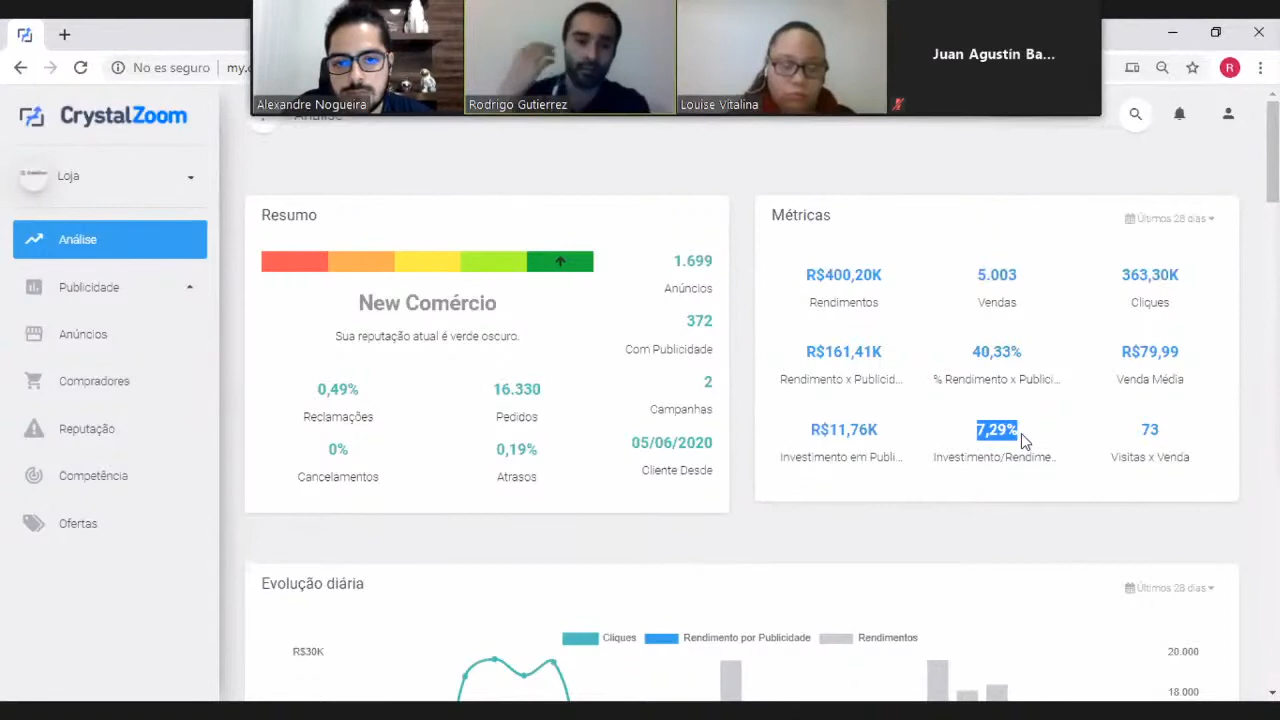 Alexandre Nogueira
Rodrigo Gutierrez
Louise Vitalina
Juan Agustín Ba...
No es seguro
my.
R
CrystalZoom
Loja
Análise
Publicidade
Anúncios
Compradores
Reputação
Competência
Ofertas
Análise
Resumo
New Comércio
Sua reputação atual é verde oscuro.
0,49%
Reclamações
16.330
Pedidos
0%
Cancelamentos
0,19%
Atrasos
1.699
Anúncios
372
Com Publicidade
2
Campanhas
05/06/2020
Cliente Desde
Métricas
Últimos 28 dias
R$400,20K
Rendimentos
5.003
Vendas
363,30K
Cliques
R$161,41K
Rendimento x Publicid...
40,33%
% Rendimento x Publici...
R$79,99
Venda Média
R$11,76K
Investimento em Publi...
7,29%
Investimento/Rendime..
73
Visitas x Venda
Evolução diária
Últimos 28 dias
Cliques
Rendimento por Publicidade
Rendimentos
R$30K
20.000
18.000